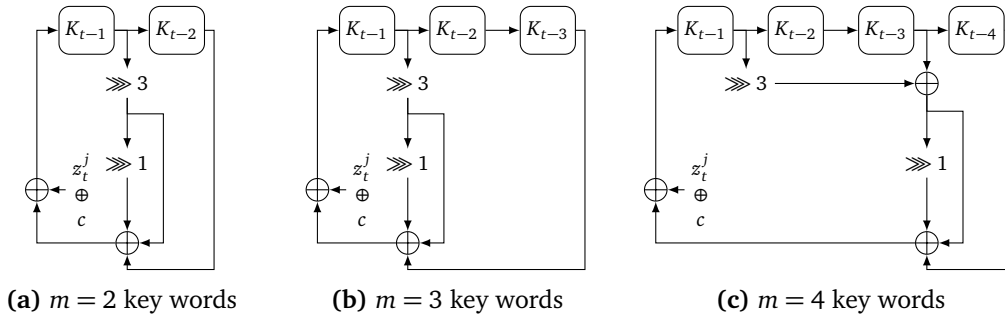 K_{t−1} K_{t−2} K_{t−1} K_{t−2} K_{t−3} K_{t−1} K_{t−2} K_{t−3} K_{t−4}
⋙ 3 ⋙ 3 ⋙ 3
⋙ 1 ⋙ 1 ⋙ 1
z_t^j z_t^j z_t^j
⊕ ⊕ ⊕
c c c
(a) m = 2 key words (b) m = 3 key words (c) m = 4 key words